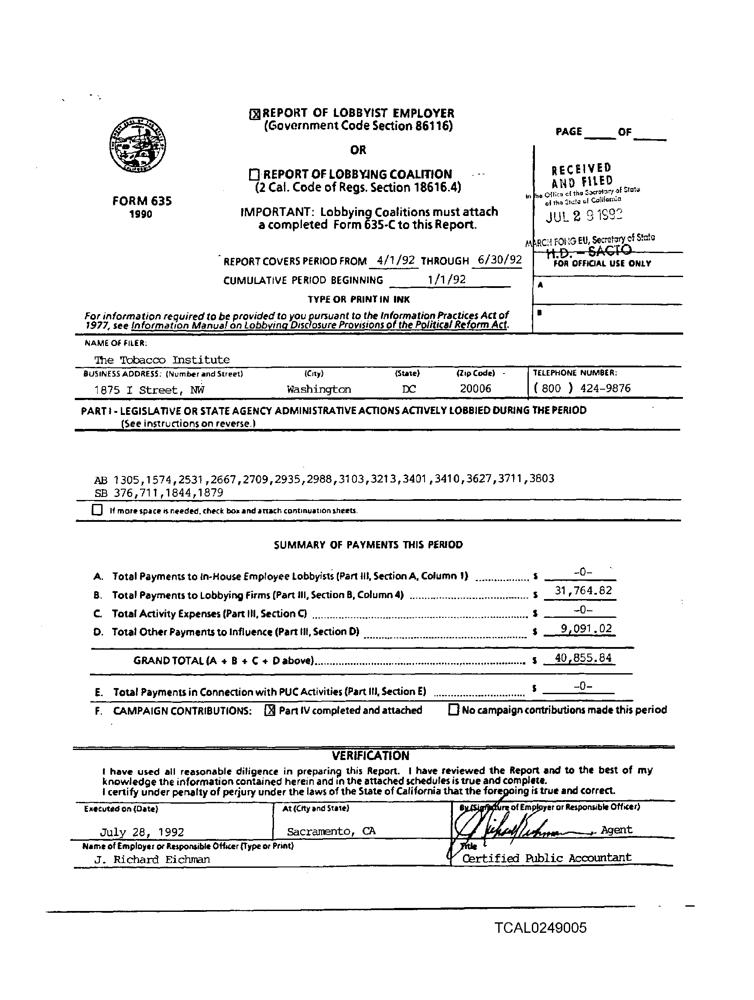 ☒ REPORT OF LOBBYIST EMPLOYER
(Government Code Section 86116)
OR
☐ REPORT OF LOBBYING COALITION
(2 Cal. Code of Regs. Section 18616.4)
IMPORTANT: Lobbying Coalitions must attach
a completed Form 635-C to this Report.
FORM 635
1990
PAGE ____ OF ____
RECEIVED
AND FILED
in the Office of the Secretary of State
of the State of California
JUL 29 1992
MARCH FONG EU, Secretary of State
H.D. - SACTO
FOR OFFICIAL USE ONLY
A
B
REPORT COVERS PERIOD FROM 4/1/92 THROUGH 6/30/92
CUMULATIVE PERIOD BEGINNING 1/1/92
TYPE OR PRINT IN INK
For information required to be provided to you pursuant to the Information Practices Act of
1977, see Information Manual on Lobbying Disclosure Provisions of the Political Reform Act.
NAME OF FILER:
The Tobacco Institute
BUSINESS ADDRESS: (Number and Street) (City) (State) (Zip Code) TELEPHONE NUMBER:
1875 I Street, NW Washington DC 20006 (800) 424-9876
PART I - LEGISLATIVE OR STATE AGENCY ADMINISTRATIVE ACTIONS ACTIVELY LOBBIED DURING THE PERIOD
(See instructions on reverse.)
AB 1305,1574,2531,2667,2709,2935,2988,3103,3213,3401,3410,3627,3711,3803
SB 376,711,1844,1879
☐ If more space is needed, check box and attach continuation sheets.
SUMMARY OF PAYMENTS THIS PERIOD
A. Total Payments to In-House Employee Lobbyists (Part III, Section A, Column 1) ........ $ -0-
B. Total Payments to Lobbying Firms (Part III, Section B, Column 4) ........ $ 31,764.82
C. Total Activity Expenses (Part III, Section C) ........ $ -0-
D. Total Other Payments to Influence (Part III, Section D) ........ $ 9,091.02
GRAND TOTAL (A + B + C + D above) ........ $ 40,855.84
E. Total Payments in Connection with PUC Activities (Part III, Section E) ........ $ -0-
F. CAMPAIGN CONTRIBUTIONS: ☒ Part IV completed and attached ☐ No campaign contributions made this period
VERIFICATION
I have used all reasonable diligence in preparing this Report. I have reviewed the Report and to the best of my
knowledge the information contained herein and in the attached schedules is true and complete.
I certify under penalty of perjury under the laws of the State of California that the foregoing is true and correct.
Executed on (Date) At (City and State) By (Signature of Employer or Responsible Officer)
July 28, 1992 Sacramento, CA Agent
Name of Employer or Responsible Officer (Type or Print) Title
J. Richard Eichman Certified Public Accountant
TCAL0249005